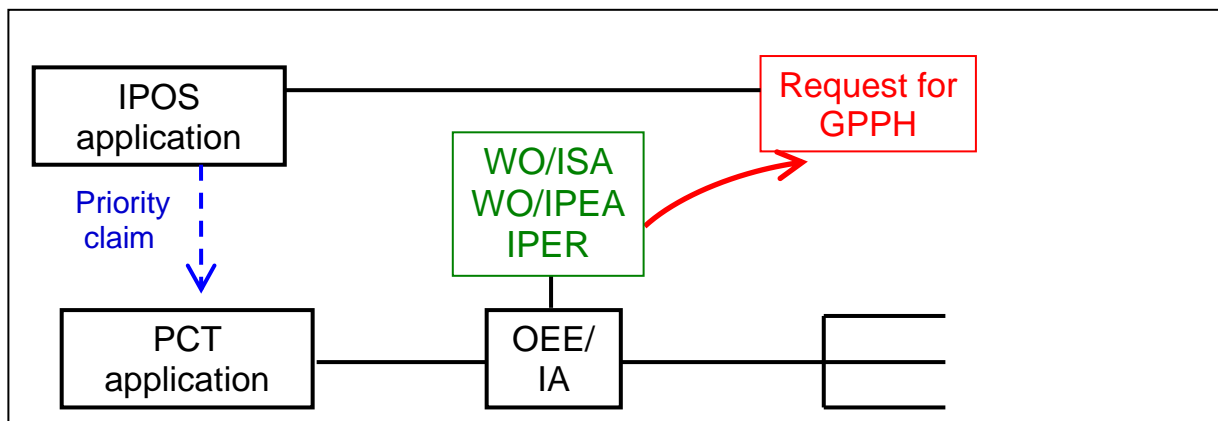 IPOS
application
Request for
GPPH
WO/ISA
WO/IPEA
IPER
Priority
claim
PCT
application
OEE/
IA